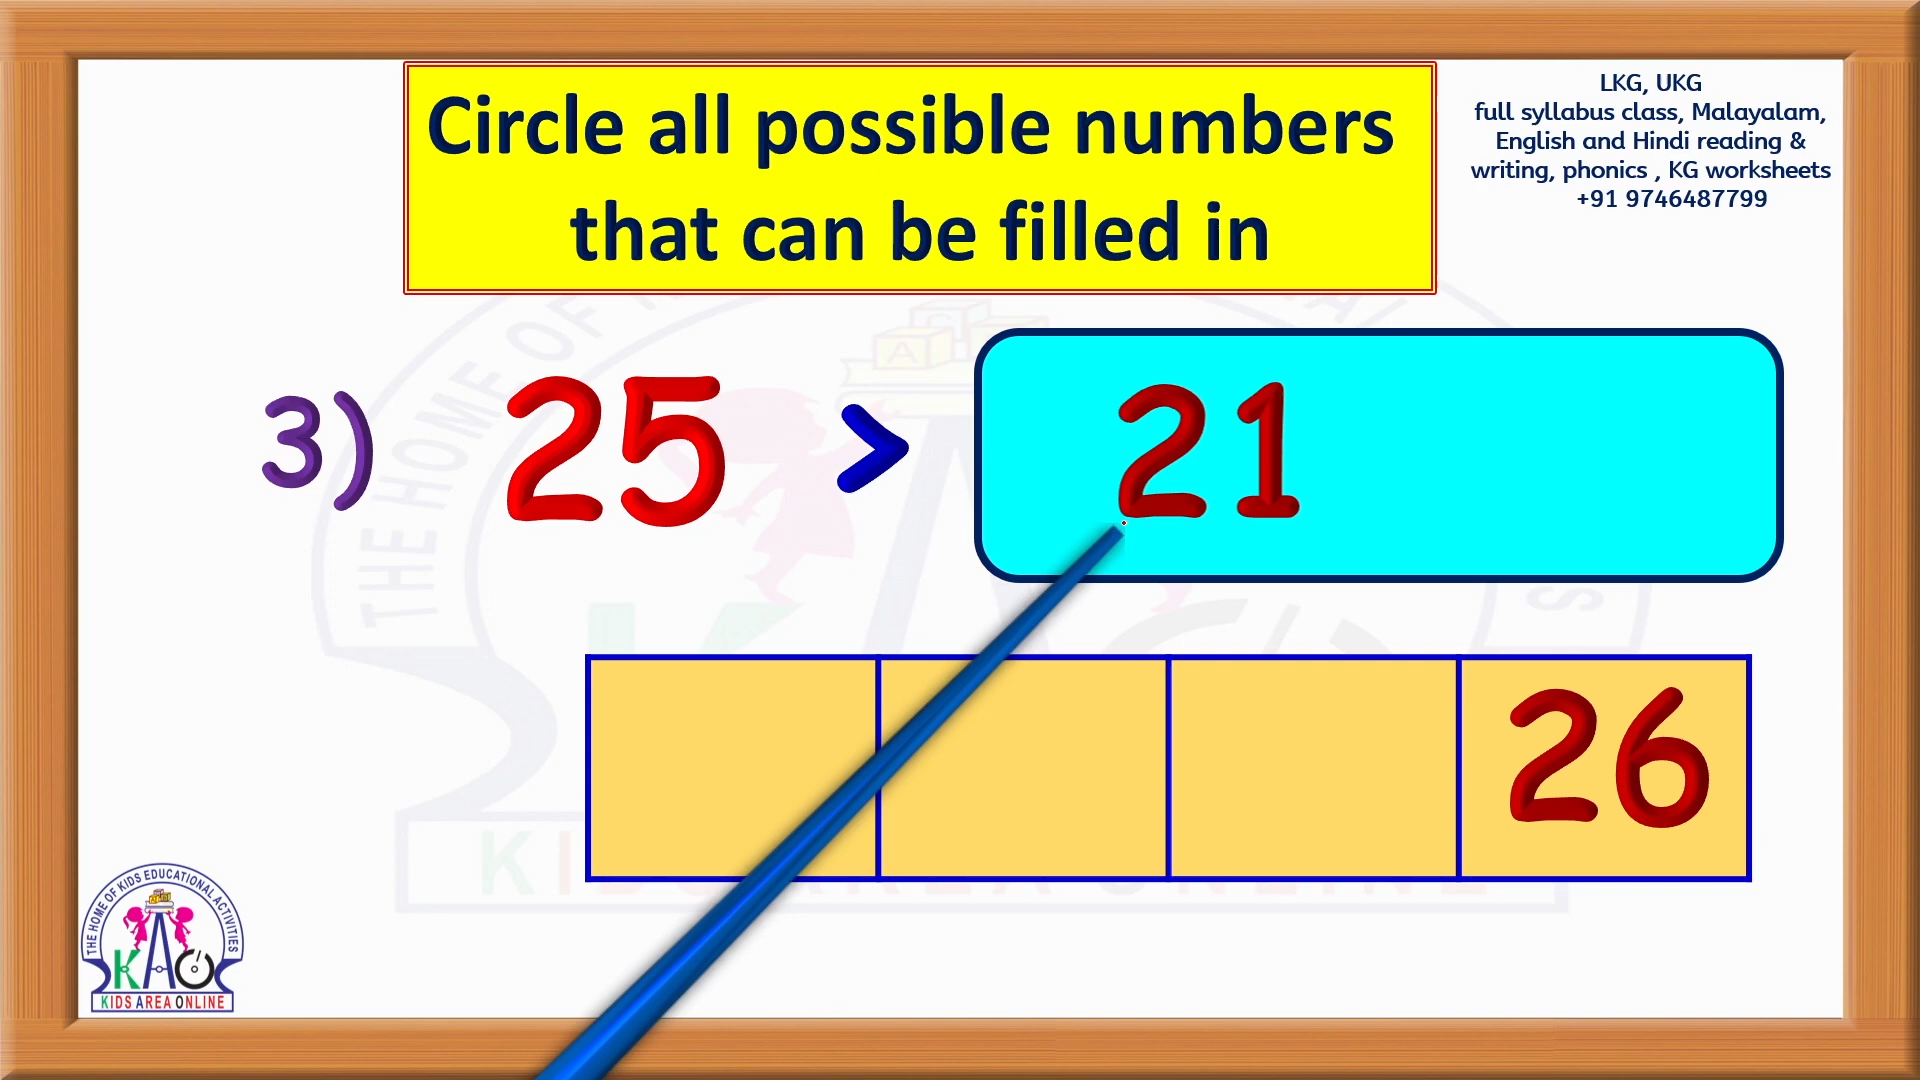 Circle all possible numbers
that can be filled in
LKG, UKG
full syllabus class, Malayalam,
English and Hindi reading &
writing, phonics , KG worksheets
+91 9746487799
3) 25 > 21
26
THE HOME OF KIDS EDUCATIONAL ACTIVITIES
KAO
KIDS AREA ONLINE